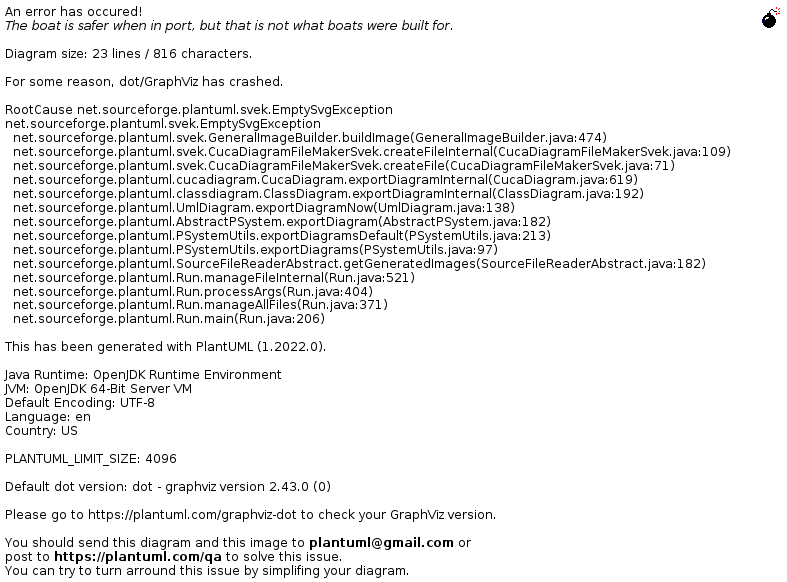 An error has occured!
The boat is safer when in port, but that is not what boats were built for.
Diagram size: 23 lines / 816 characters.
For some reason, dot/GraphViz has crashed.
RootCause net.sourceforge.plantuml.svek.EmptySvgException
net.sourceforge.plantuml.svek.EmptySvgException
net.sourceforge.plantuml.svek.GeneralImageBuilder.buildImage(GeneralImageBuilder.java:474)
net.sourceforge.plantuml.svek.CucaDiagramFileMakerSvek.createFileInternal(CucaDiagramFileMakerSvek.java:109)
net.sourceforge.plantuml.svek.CucaDiagramFileMakerSvek.createFile(CucaDiagramFileMakerSvek.java:71)
net.sourceforge.plantuml.cucadiagram.CucaDiagram.exportDiagramInternal(CucaDiagram.java:619)
net.sourceforge.plantuml.classdiagram.ClassDiagram.exportDiagramInternal(ClassDiagram.java:192)
net.sourceforge.plantuml.UmlDiagram.exportDiagramNow(UmlDiagram.java:138)
net.sourceforge.plantuml.AbstractPSystem.exportDiagram(AbstractPSystem.java:182)
net.sourceforge.plantuml.PSystemUtils.exportDiagramsDefault(PSystemUtils.java:213)
net.sourceforge.plantuml.PSystemUtils.exportDiagrams(PSystemUtils.java:97)
net.sourceforge.plantuml.SourceFileReaderAbstract.getGeneratedImages(SourceFileReaderAbstract.java:182)
net.sourceforge.plantuml.Run.manageFileInternal(Run.java:521)
net.sourceforge.plantuml.Run.processArgs(Run.java:404)
net.sourceforge.plantuml.Run.manageAllFiles(Run.java:371)
net.sourceforge.plantuml.Run.main(Run.java:206)
This has been generated with PlantUML (1.2022.0).
Java Runtime: OpenJDK Runtime Environment
JVM: OpenJDK 64-Bit Server VM
Default Encoding: UTF-8
Language: en
Country: US
PLANTUML_LIMIT_SIZE: 4096
Default dot version: dot - graphviz version 2.43.0 (0)
Please go to https://plantuml.com/graphviz-dot to check your GraphViz version.
You should send this diagram and this image to plantuml@gmail.com or
post to https://plantuml.com/qa to solve this issue.
You can try to turn arround this issue by simplifing your diagram.